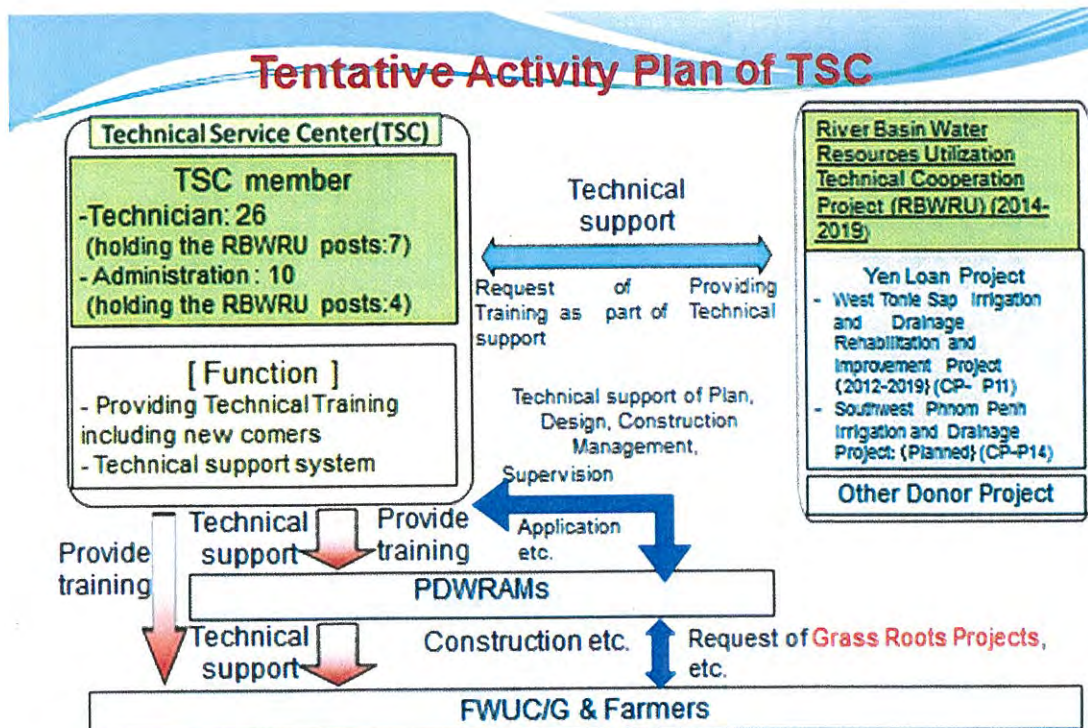 Tentative Activity Plan of TSC
Technical Service Center(TSC)
TSC member
-Technician: 26
(holding the RBWRU posts:7)
- Administration : 10
(holding the RBWRU posts:4)
[ Function ]
- Providing Technical Training
including new comers
- Technical support system
Technical
support
Request of Providing
Training as part of Technical
support
Technical support of Plan,
Design, Construction
Management,
Supervision
Application
etc.
River Basin Water
Resources Utilization
Technical Cooperation
Project (RBWRU) (2014-
2019)
Yen Loan Project
- West Tonle Sap Irrigation
and Drainage
Rehabilitation and
Improvement Project
(2012-2019) (CP- P11)
- Southwest Phnom Penh
Irrigation and Drainage
Project: (Planned) (CP-P14)
Other Donor Project
Provide
training
Technical
support
Provide
training
PDWRAMs
Technical
support
Construction etc.
Request of Grass Roots Projects,
etc.
FWUC/G & Farmers